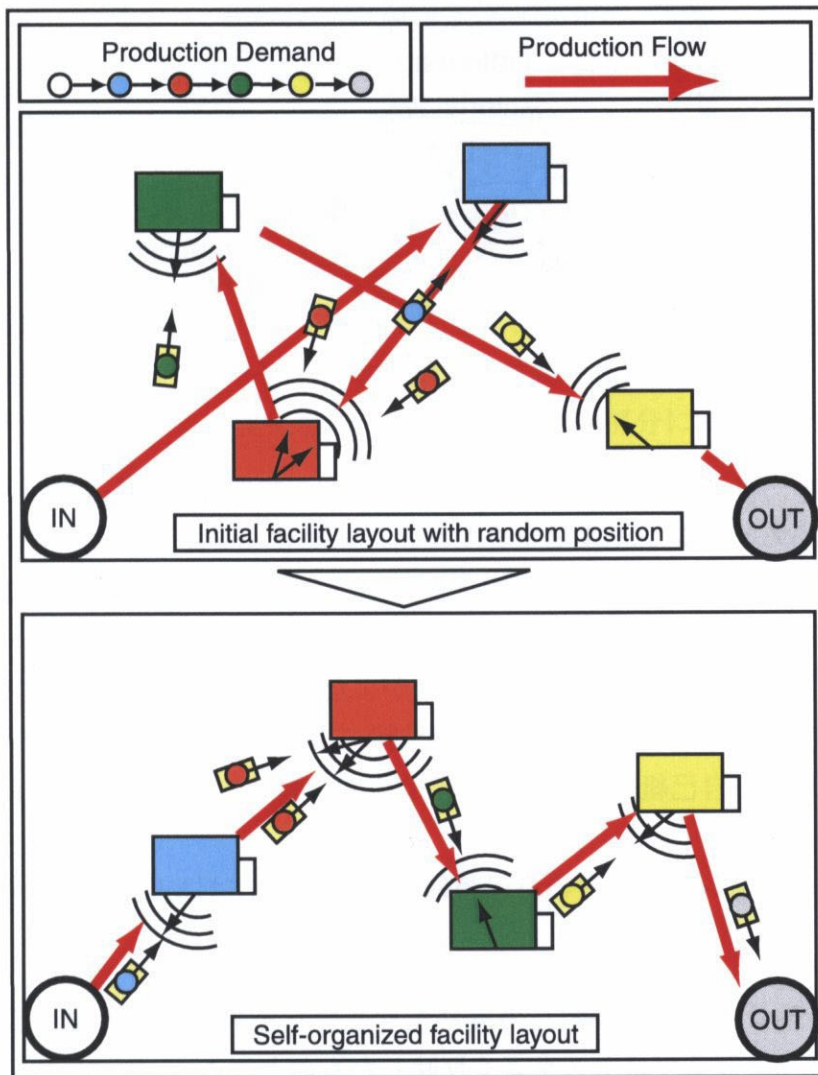 Production Demand
Production Flow
IN
OUT
Initial facility layout with random position
IN
OUT
Self-organized facility layout